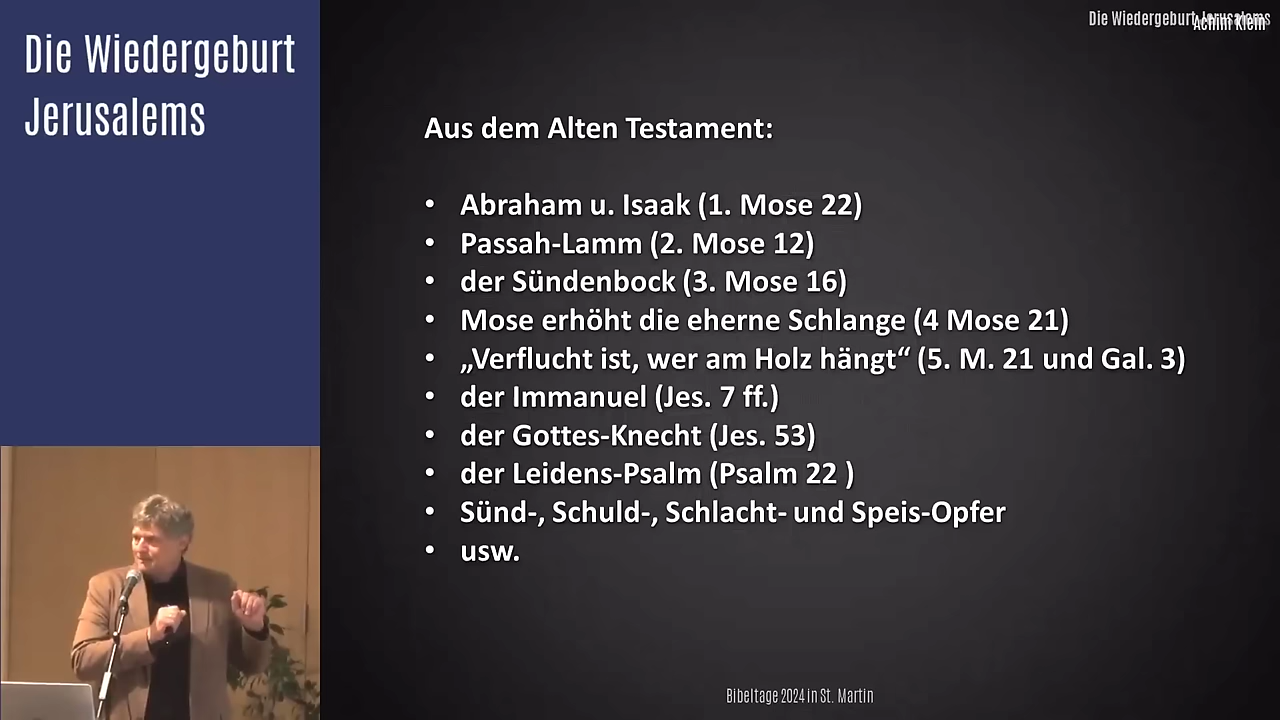 Die Wiedergeburt
Jerusalems
Die Wiedergeburt Jerusalems
Achim Klein
Aus dem Alten Testament:
• Abraham u. Isaak (1. Mose 22)
• Passah-Lamm (2. Mose 12)
• der Sündenbock (3. Mose 16)
• Mose erhöht die eherne Schlange (4 Mose 21)
• „Verflucht ist, wer am Holz hängt“ (5. M. 21 und Gal. 3)
• der Immanuel (Jes. 7 ff.)
• der Gottes-Knecht (Jes. 53)
• der Leidens-Psalm (Psalm 22 )
• Sünd-, Schuld-, Schlacht- und Speis-Opfer
• usw.
Bibeltage 2024 in St. Martin